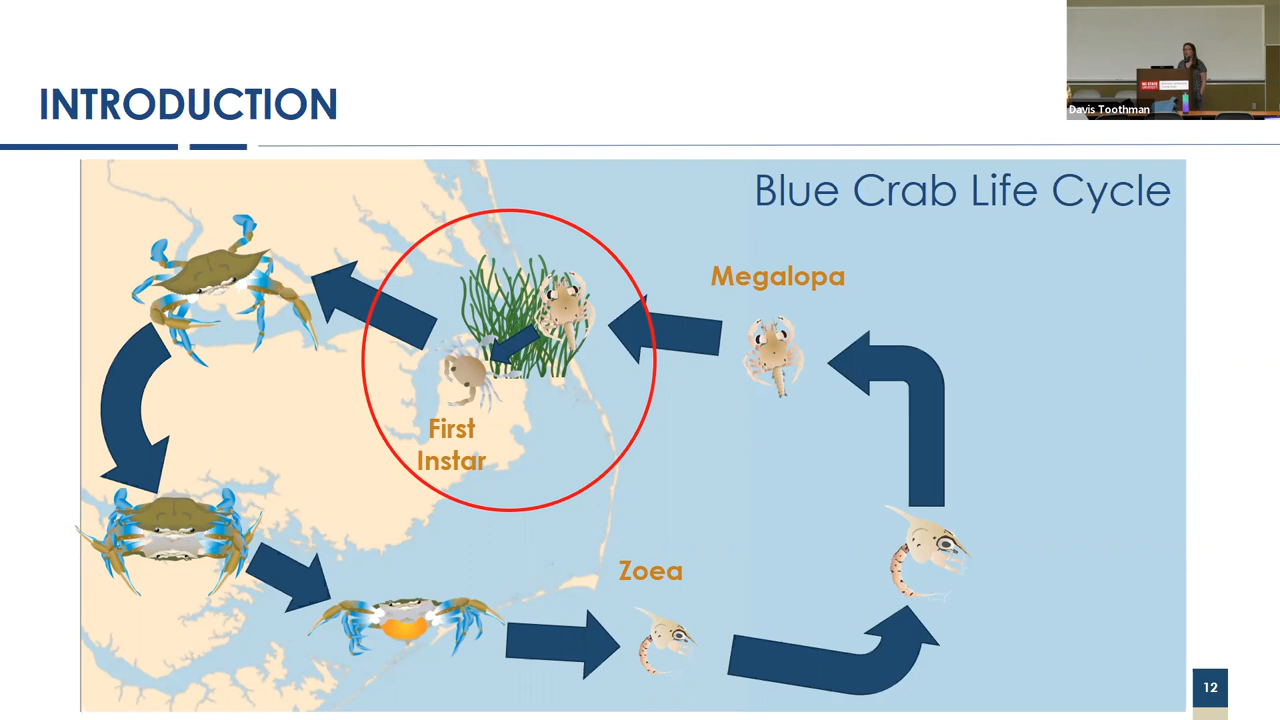 INTRODUCTION
Davis Toothman
Blue Crab Life Cycle
Megalopa
First
Instar
Zoea
12